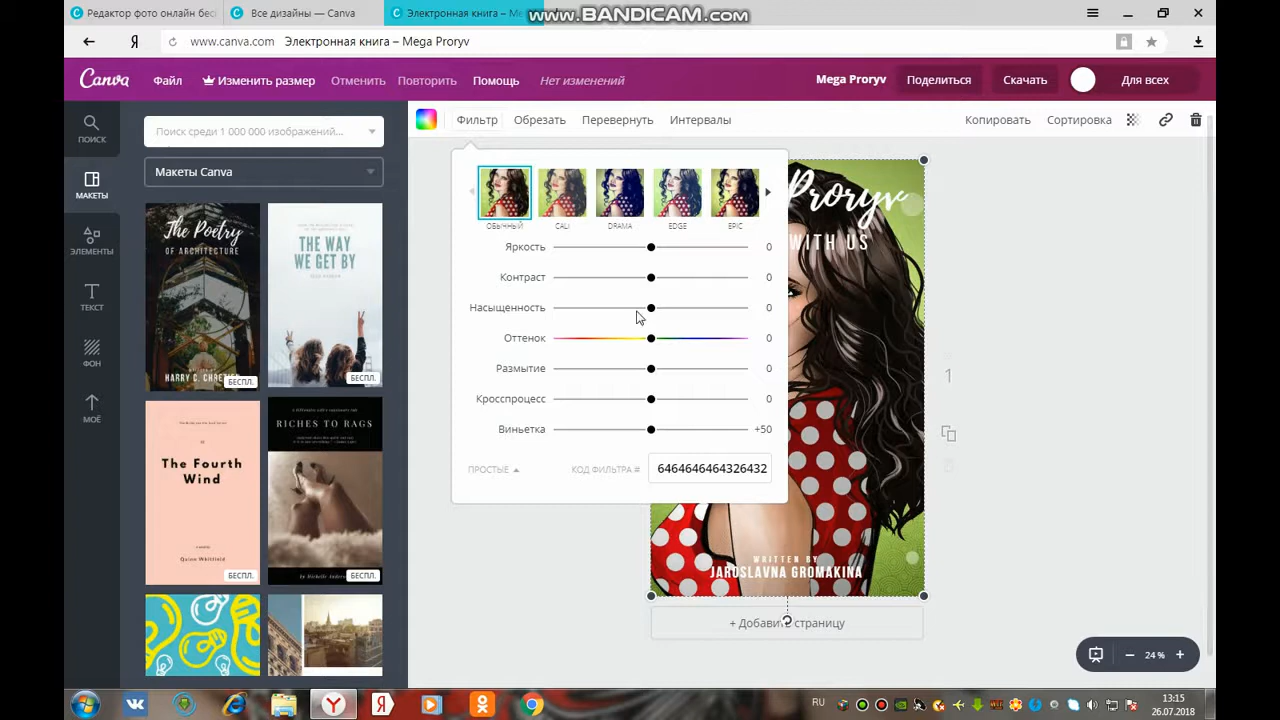 www.BANDICAM.com
Редактор фото онлайн бес
Все дизайны — Canva
Электронная книга – Me
www.canva.com Электронная книга – Mega Proryv
Canva
Файл
Изменить размер
Отменить
Повторить
Помощь
Нет изменений
Mega Proryv
Поделиться
Скачать
Для всех
Поиск среди 1 000 000 изображений...
Макеты Canva
ПОИСК
МАКЕТЫ
ЭЛЕМЕНТЫ
ТЕКСТ
ФОН
МОЁ
The Poetry
OF ARCHITECTURE
БЕСПЛ.
THE WAY
WE GET BY
БЕСПЛ.
The Fourth
Wind
Quinn Whitfield
БЕСПЛ.
RICHES TO RAGS
БЕСПЛ.
Фильтр
Обрезать
Перевернуть
Интервалы
Копировать
Сортировка
ОБЫЧНЫЙ
CALI
DRAMA
EDGE
EPIC
Яркость 0
Контраст 0
Насыщенность 0
Оттенок 0
Размытие 0
Кросспроцесс 0
Виньетка +50
ПРОСТЫЕ
КОД ФИЛЬТРА #
6464646464326432
Proryv
WITH US
WRITTEN BY
JAROSLAVNA GROMAKINA
1
+ Добавить страницу
24 %
RU
13:15
26.07.2018